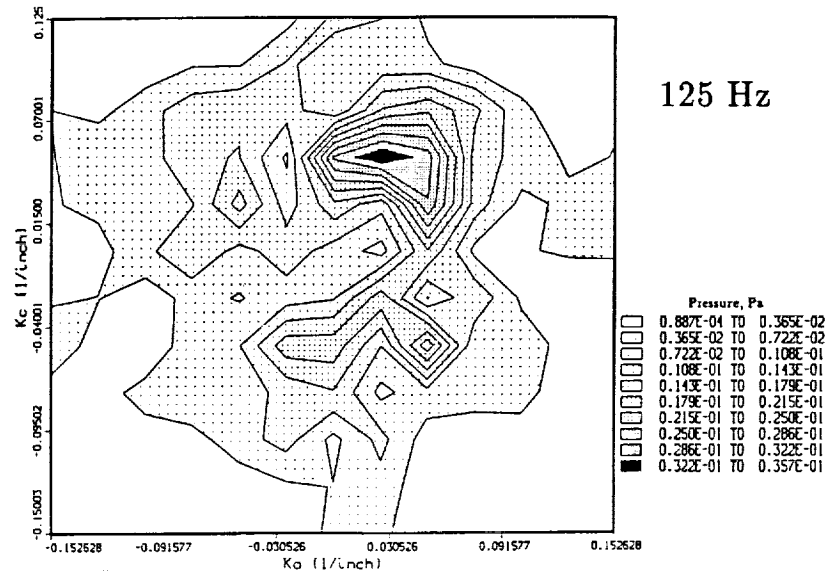 125 Hz
0.125
0.07001
0.01500
-0.04001
-0.09502
-0.15003
Kc (1/inch)
-0.152628 -0.091577 -0.030526 0.030526 0.091577 0.152628
Ka (1/inch)
Pressure, Pa
0.887E-04 TO 0.365E-02
0.365E-02 TO 0.722E-02
0.722E-02 TO 0.108E-01
0.108E-01 TO 0.143E-01
0.143E-01 TO 0.179E-01
0.179E-01 TO 0.215E-01
0.215E-01 TO 0.250E-01
0.250E-01 TO 0.286E-01
0.286E-01 TO 0.322E-01
0.322E-01 TO 0.357E-01